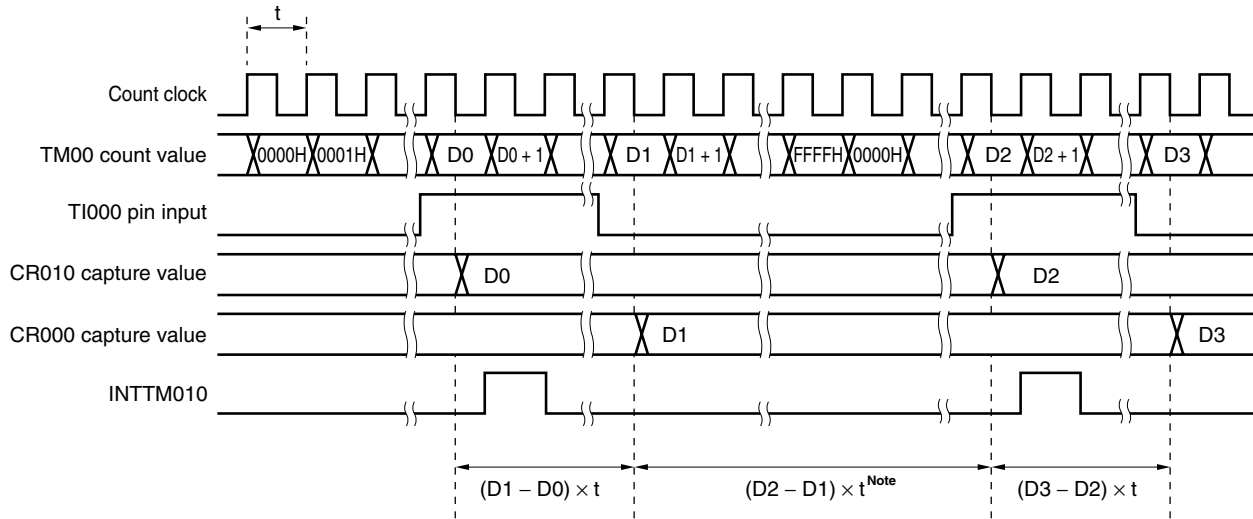 t
Count clock
TM00 count value
0000H 0001H D0 D0 + 1 D1 D1 + 1 FFFFH 0000H D2 D2 + 1 D3
TI000 pin input
CR010 capture value D0 D2
CR000 capture value D1 D3
INTTM010
(D1 – D0) × t (D2 – D1) × t Note (D3 – D2) × t